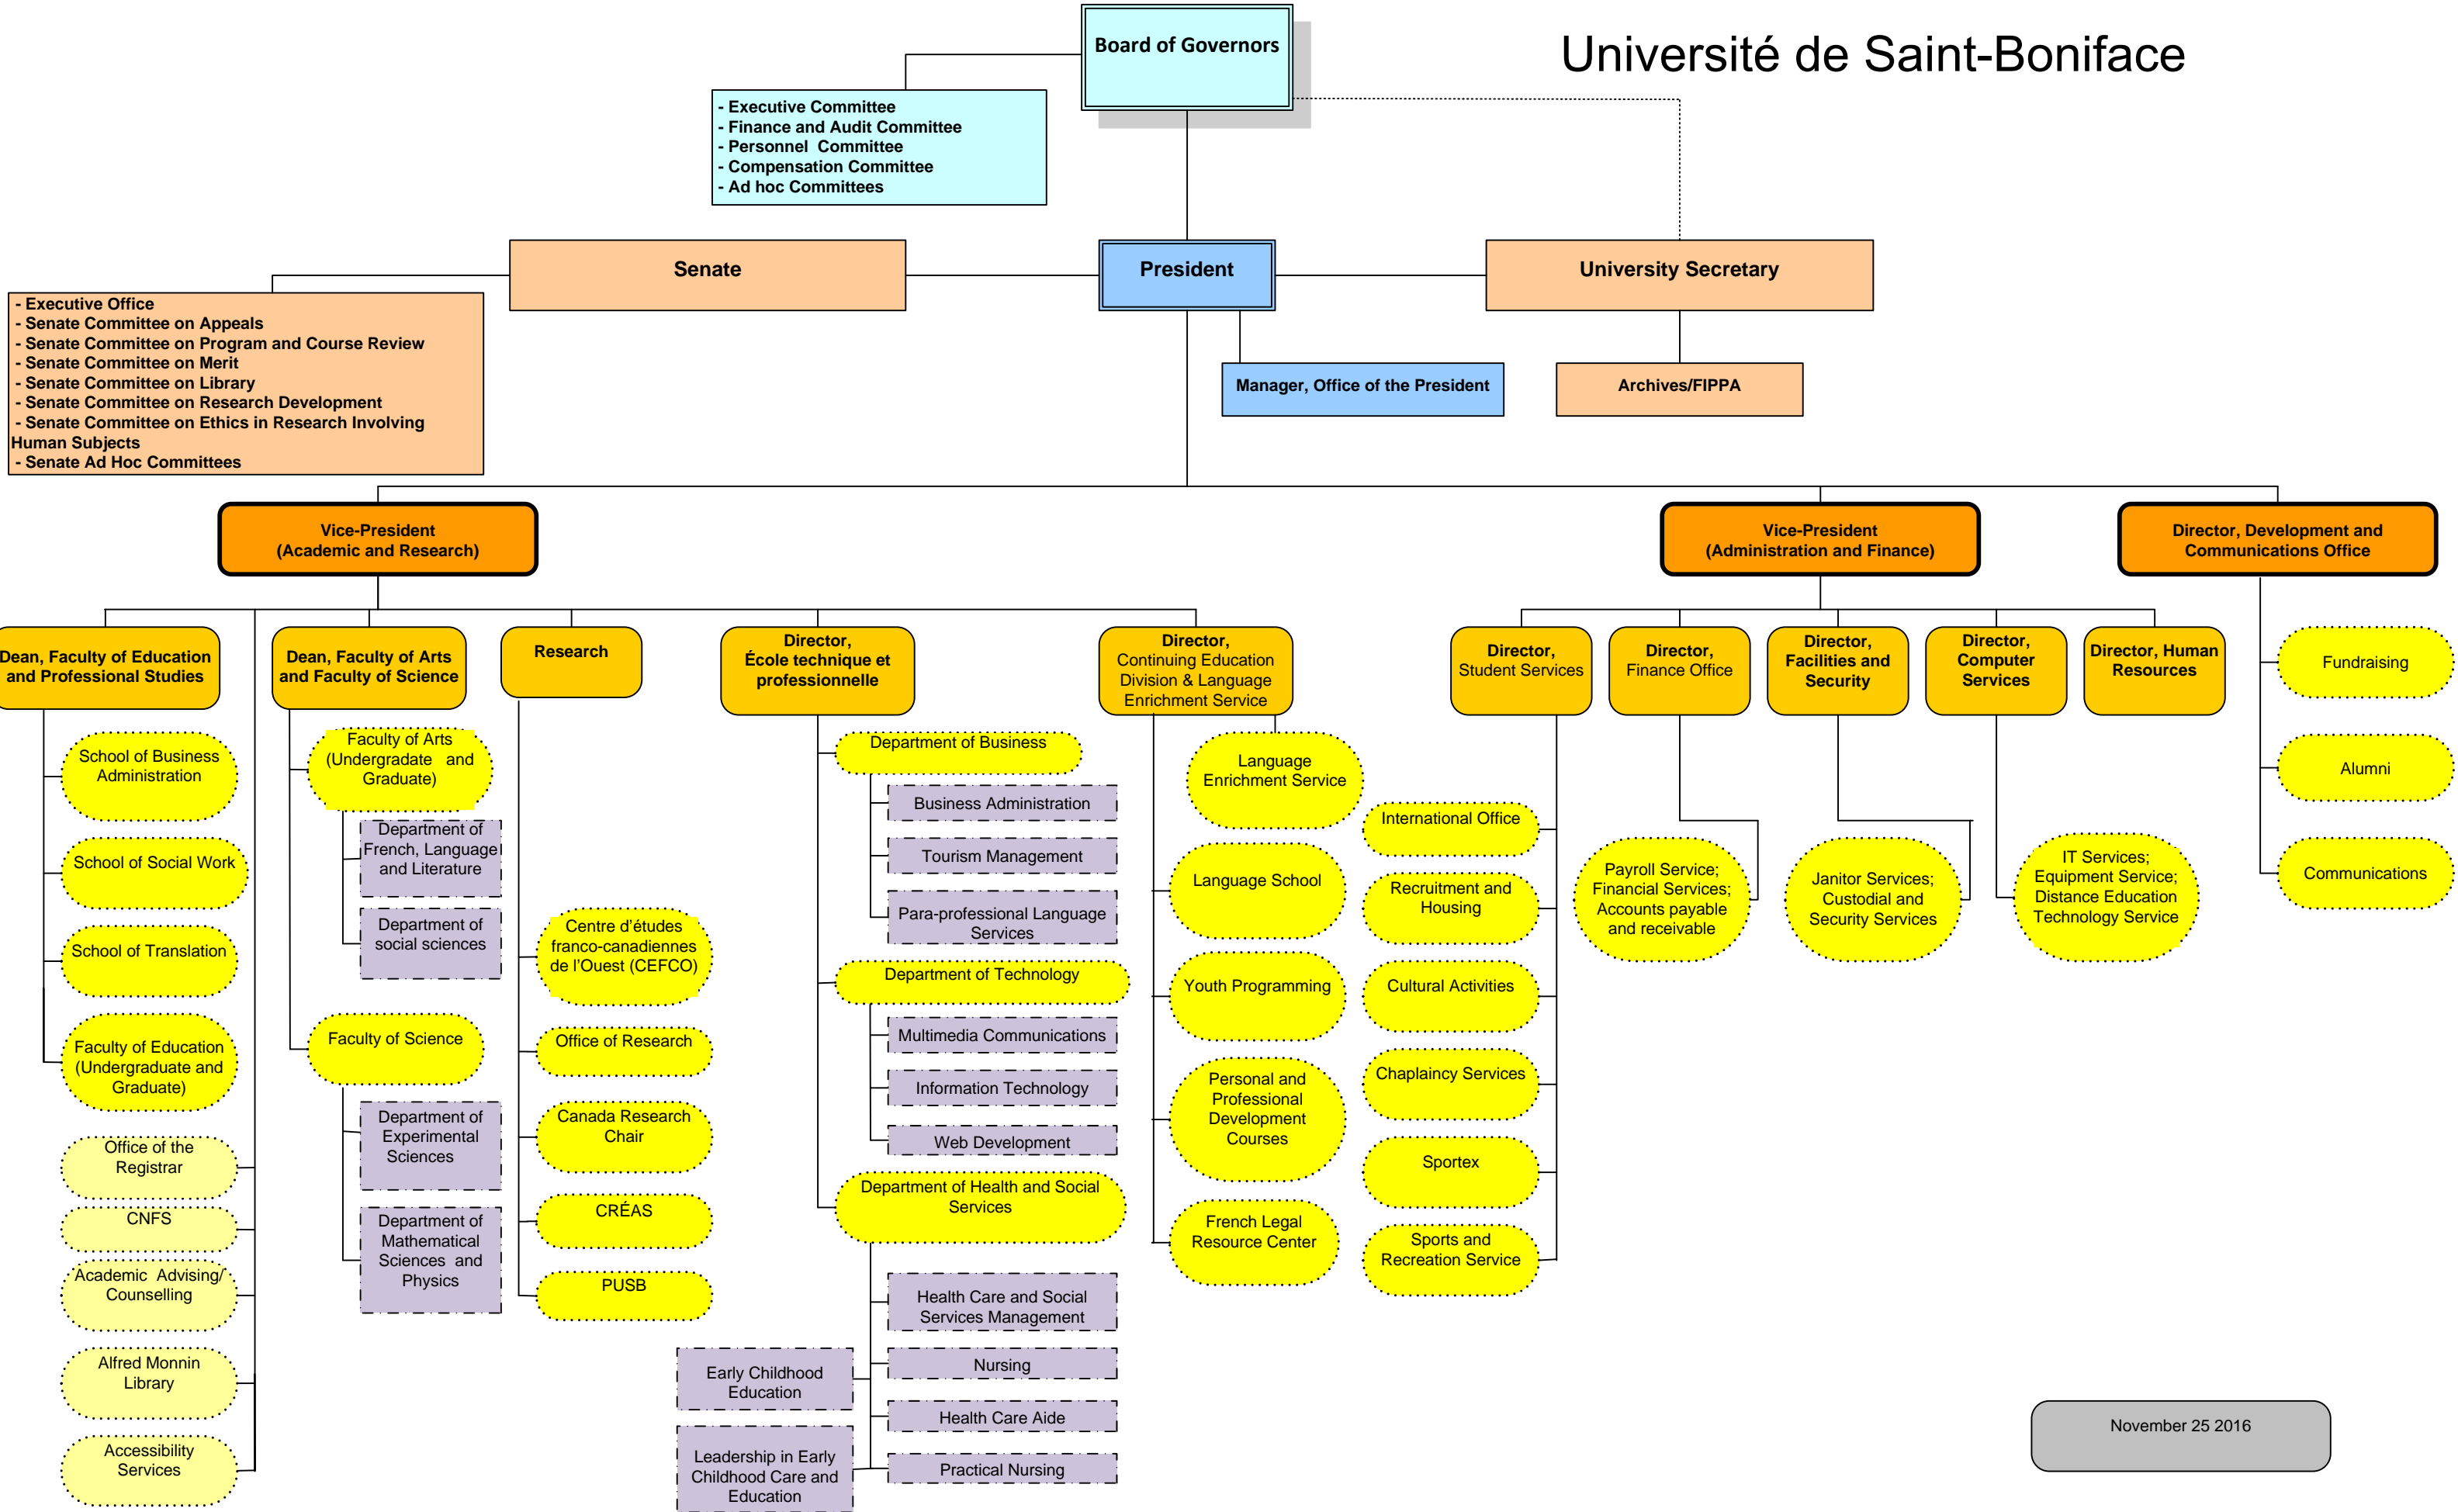 Université de Saint-Boniface
Board of Governors
- Executive Committee
- Finance and Audit Committee
- Personnel Committee
- Compensation Committee
- Ad hoc Committees
Senate
President
University Secretary
- Executive Office
- Senate Committee on Appeals
- Senate Committee on Program and Course Review
- Senate Committee on Merit
- Senate Committee on Library
- Senate Committee on Research Development
- Senate Committee on Ethics in Research Involving
Human Subjects
- Senate Ad Hoc Committees
Manager, Office of the President
Archives/FIPPA
Vice-President
(Academic and Research)
Vice-President
(Administration and Finance)
Director, Development and
Communications Office
Dean, Faculty of Education
and Professional Studies
Dean, Faculty of Arts
and Faculty of Science
Research
Director,
École technique et
professionnelle
Director,
Continuing Education
Division & Language
Enrichment Service
Director,
Student Services
Director,
Finance Office
Director,
Facilities and
Security
Director,
Computer
Services
Director, Human
Resources
School of Business
Administration
School of Social Work
School of Translation
Faculty of Education
(Undergraduate and
Graduate)
Office of the
Registrar
CNFS
Academic Advising/
Counselling
Alfred Monnin
Library
Accessibility
Services
Faculty of Arts
(Undergradate and
Graduate)
Department of
French, Language
and Literature
Department of
social sciences
Faculty of Science
Department of
Experimental
Sciences
Department of
Mathematical
Sciences and
Physics
Centre d'études
franco-canadiennes
de l'Ouest (CEFCO)
Office of Research
Canada Research
Chair
CRÉAS
PUSB
Department of Business
Business Administration
Tourism Management
Para-professional Language
Services
Department of Technology
Multimedia Communications
Information Technology
Web Development
Department of Health and Social
Services
Health Care and Social
Services Management
Early Childhood
Education
Nursing
Health Care Aide
Leadership in Early
Childhood Care and
Education
Practical Nursing
Language
Enrichment Service
Language School
Youth Programming
Personal and
Professional
Development
Courses
French Legal
Resource Center
International Office
Recruitment and
Housing
Cultural Activities
Chaplaincy Services
Sportex
Sports and
Recreation Service
Payroll Service;
Financial Services;
Accounts payable
and receivable
Janitor Services;
Custodial and
Security Services
IT Services;
Equipment Service;
Distance Education
Technology Service
Fundraising
Alumni
Communications
November 25 2016